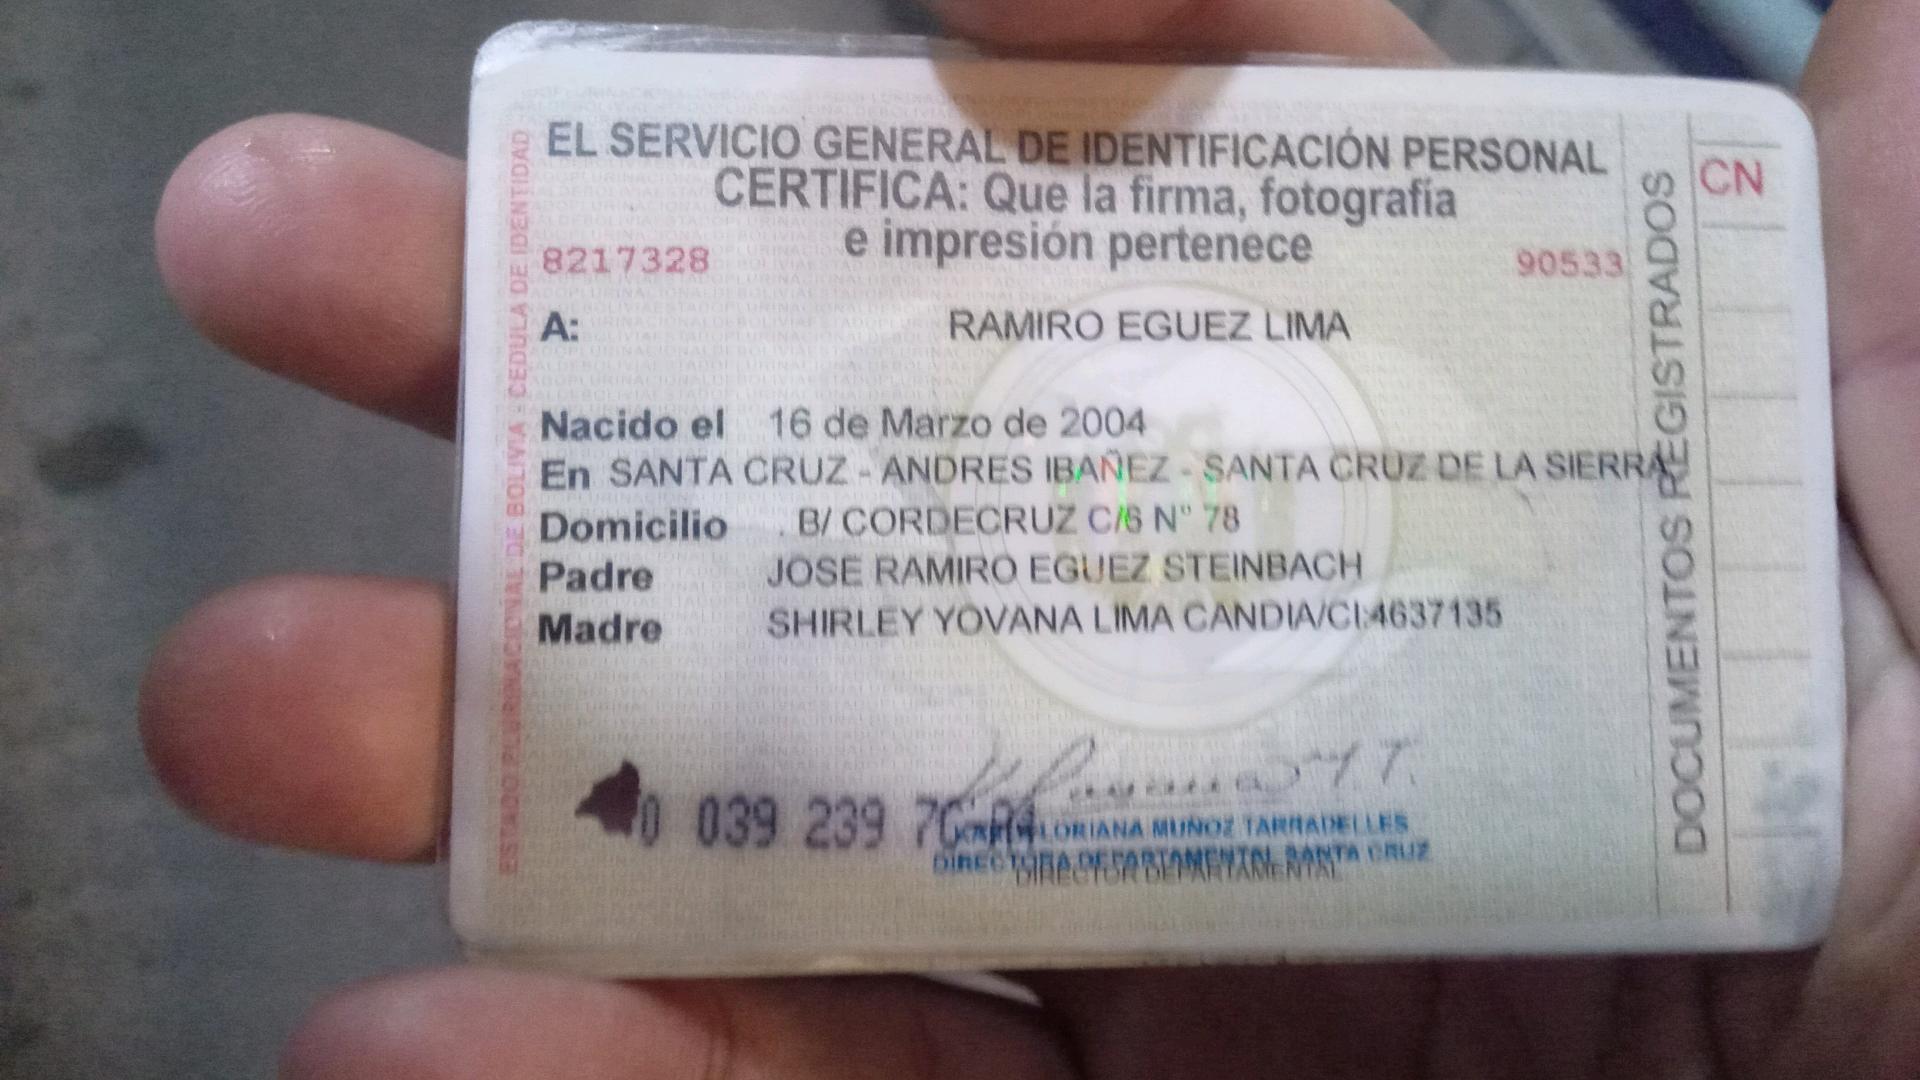 EL SERVICIO GENERAL DE IDENTIFICACIÓN PERSONAL
CERTIFICA: Que la firma, fotografía
e impresión pertenece
8217328
90533
A: RAMIRO EGUEZ LIMA
Nacido el 16 de Marzo de 2004
En SANTA CRUZ - ANDRES IBAÑEZ - SANTA CRUZ DE LA SIERRA
Domicilio B/ CORDECRUZ C/6 N° 78
Padre JOSE RAMIRO EGUEZ STEINBACH
Madre SHIRLEY YOVANA LIMA CANDIA/CI:4637135
0 039 239
LORIANA MUÑOZ TARRADELLES
DIRECTORA DEPARTAMENTAL SANTA CRUZ
DIRECTOR DEPARTAMENTAL
ESTADO PLURINACIONAL DE BOLIVIA - CEDULA DE IDENTIDAD
DOCUMENTOS REGISTRADOS
CN